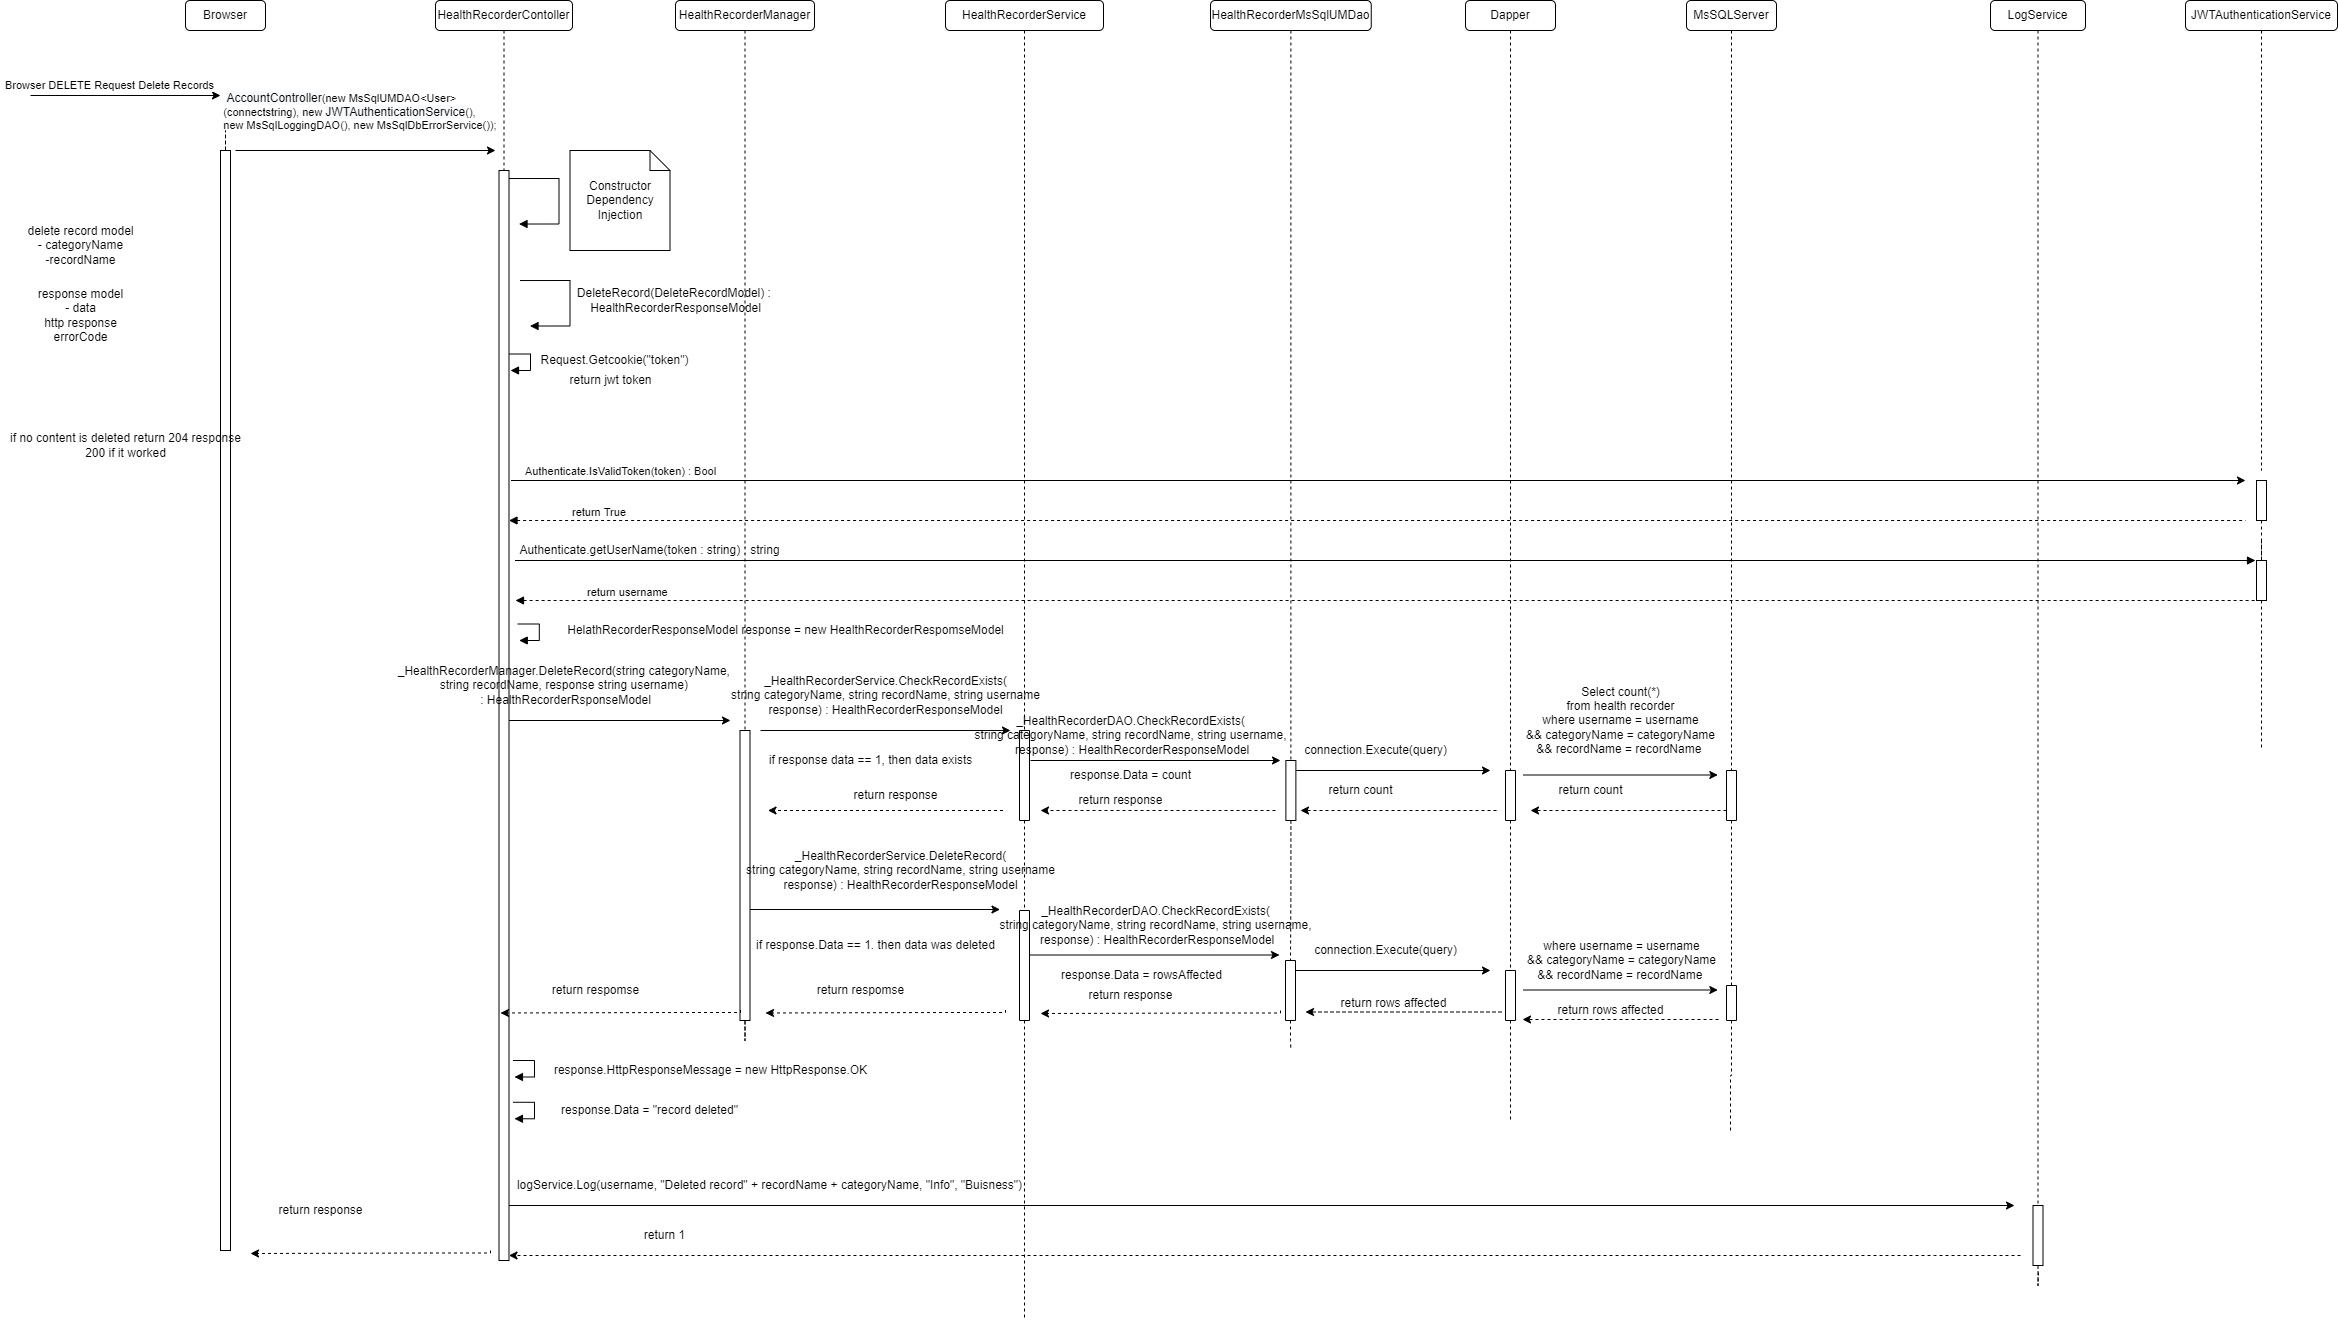 Browser
HealthRecorderContoller
HealthRecorderManager
HealthRecorderService
HealthRecorderMsSqlUMDao
Dapper
MsSQLServer
LogService
JWTAuthenticationService
Browser DELETE Request Delete Records
AccountController(new MsSqlUMDAO<User>
(connectstring), new JWTAuthenticationService(),
new MsSqlLoggingDAO(), new MsSqlDbErrorService());
Constructor
Dependency
Injection
delete record model
- categoryName
-recordName
response model
- data
http response
errorCode
DeleteRecord(DeleteRecordModel) :
HealthRecorderResponseModel
Request.Getcookie("token")
return jwt token
if no content is deleted return 204 response
200 if it worked
Authenticate.IsValidToken(token) : Bool
return True
Authenticate.getUserName(token : string) : string
return username
HelathRecorderResponseModel response = new HealthRecorderRespomseModel
_HealthRecorderManager.DeleteRecord(string categoryName,
string recordName, response string username)
: HealthRecorderRsponseModel
_HealthRecorderService.CheckRecordExists(
string categoryName, string recordName, string username
response) : HealthRecorderResponseModel
_HealthRecorderDAO.CheckRecordExists(
string categoryName, string recordName, string username,
response) : HealthRecorderResponseModel
connection.Execute(query)
Select count(*)
from health recorder
where username = username
&& categoryName = categoryName
&& recordName = recordName
if response data == 1, then data exists
response.Data = count
return response
return response
return count
return count
_HealthRecorderService.DeleteRecord(
string categoryName, string recordName, string username
response) : HealthRecorderResponseModel
_HealthRecorderDAO.CheckRecordExists(
string categoryName, string recordName, string username,
response) : HealthRecorderResponseModel
connection.Execute(query)
where username = username
&& categoryName = categoryName
&& recordName = recordName
if response.Data == 1. then data was deleted
response.Data = rowsAffected
return respomse
return respomse
return response
return rows affected
return rows affected
response.HttpResponseMessage = new HttpResponse.OK
response.Data = "record deleted"
logService.Log(username, "Deleted record" + recordName + categoryName, "Info", "Buisness")
return response
return 1